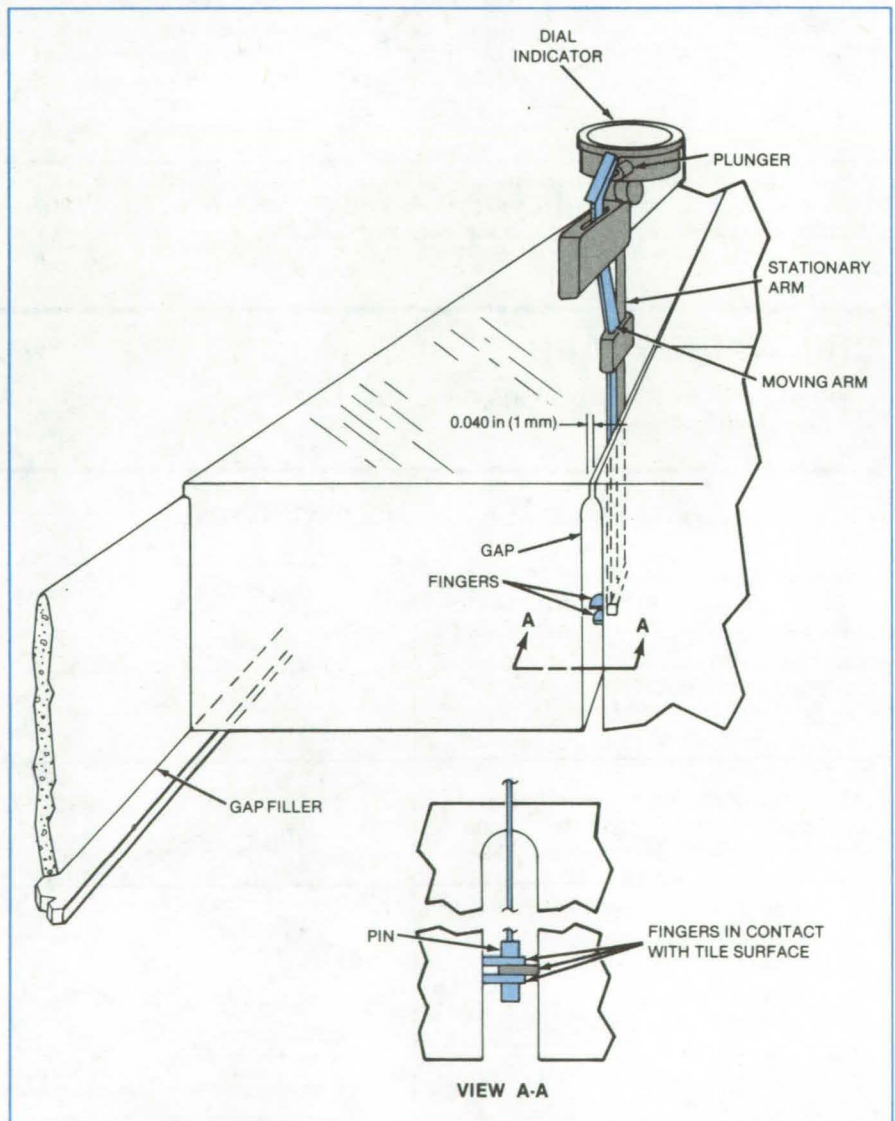 DIAL
INDICATOR
PLUNGER
STATIONARY
ARM
MOVING ARM
0.040 in (1 mm)
GAP
FINGERS
A
A
GAP FILLER
PIN
FINGERS IN CONTACT
WITH TILE SURFACE
VIEW A-A